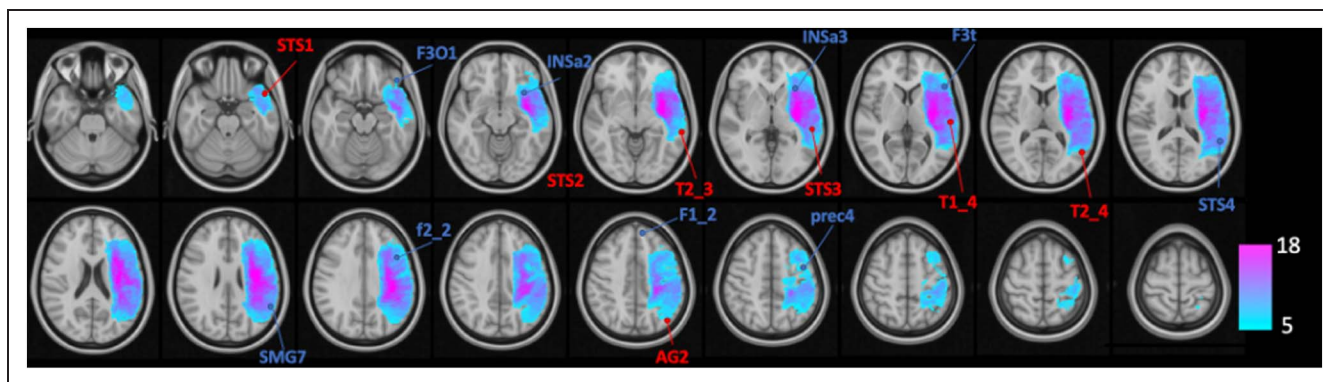 STS1
F3O1
INSa2
INSa3
F3t
STS2
T2_3
STS3
T1_4
T2_4
STS4
f2_2
F1_2
prec4
SMG7
AG2
18
5